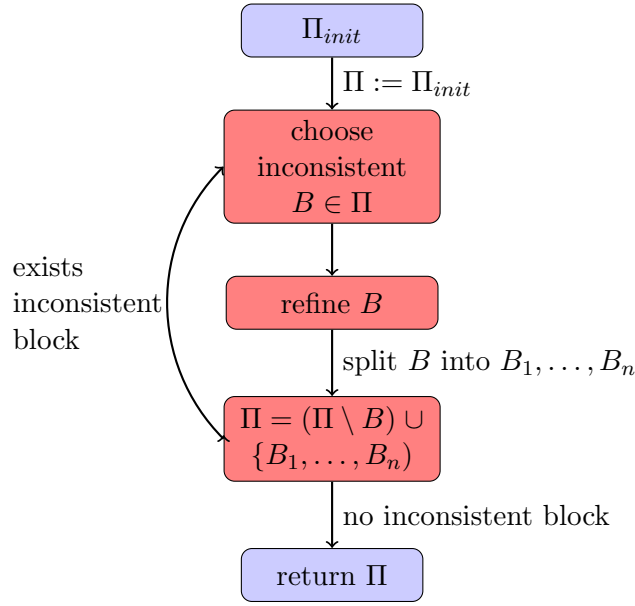 Π_init
Π := Π_init
choose
inconsistent
B ∈ Π
exists
inconsistent
block
refine B
split B into B_1, . . . , B_n
Π = (Π \ B) ∪
{B_1, . . . , B_n)
no inconsistent block
return Π